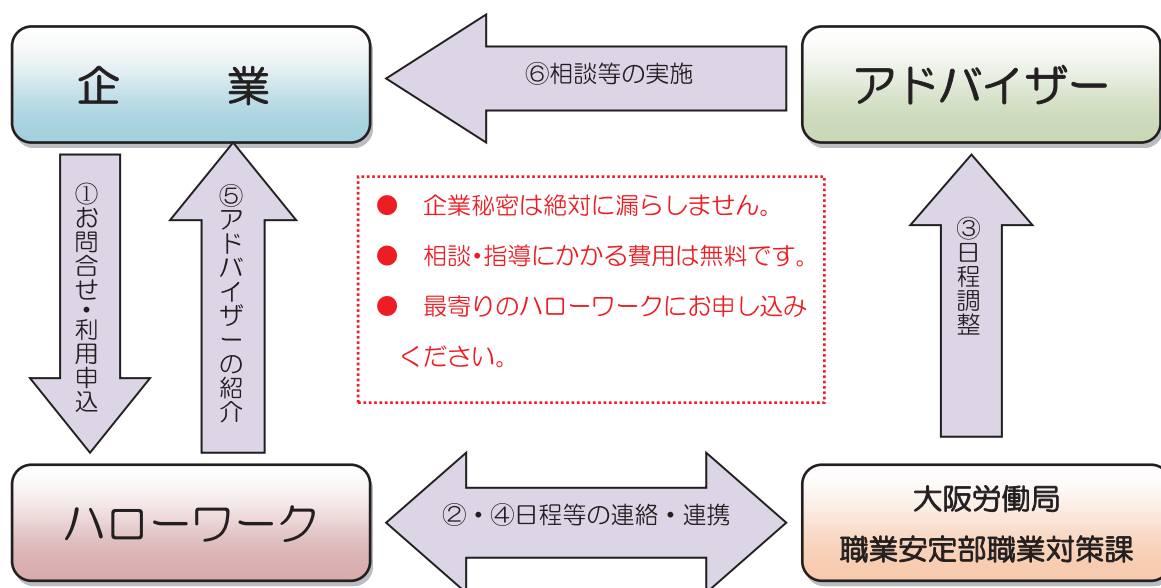 企 業
⑥相談等の実施
アドバイザー
①お問合せ・利用申込
⑤アドバイザーの紹介
● 企業秘密は絶対に漏らしません。
● 相談・指導にかかる費用は無料です。
● 最寄りのハローワークにお申し込み
ください。
③日程調整
ハローワーク
②・④日程等の連絡・連携
大阪労働局
職業安定部職業対策課